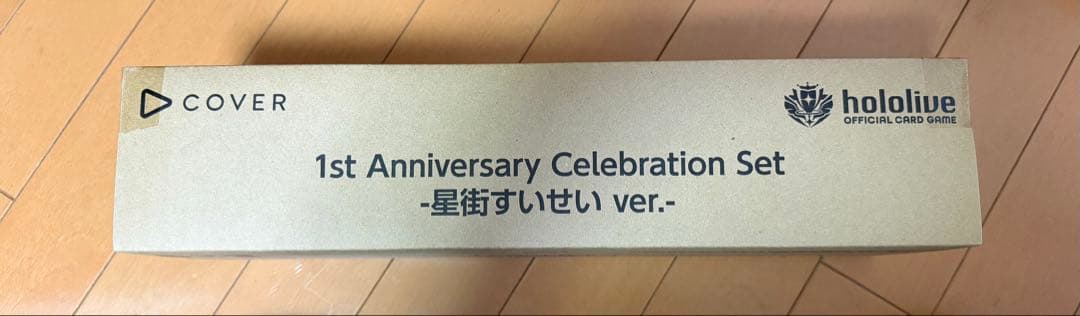 COVER
hololive
OFFICIAL CARD GAME
1st Anniversary Celebration Set
-星街すいせい ver.-